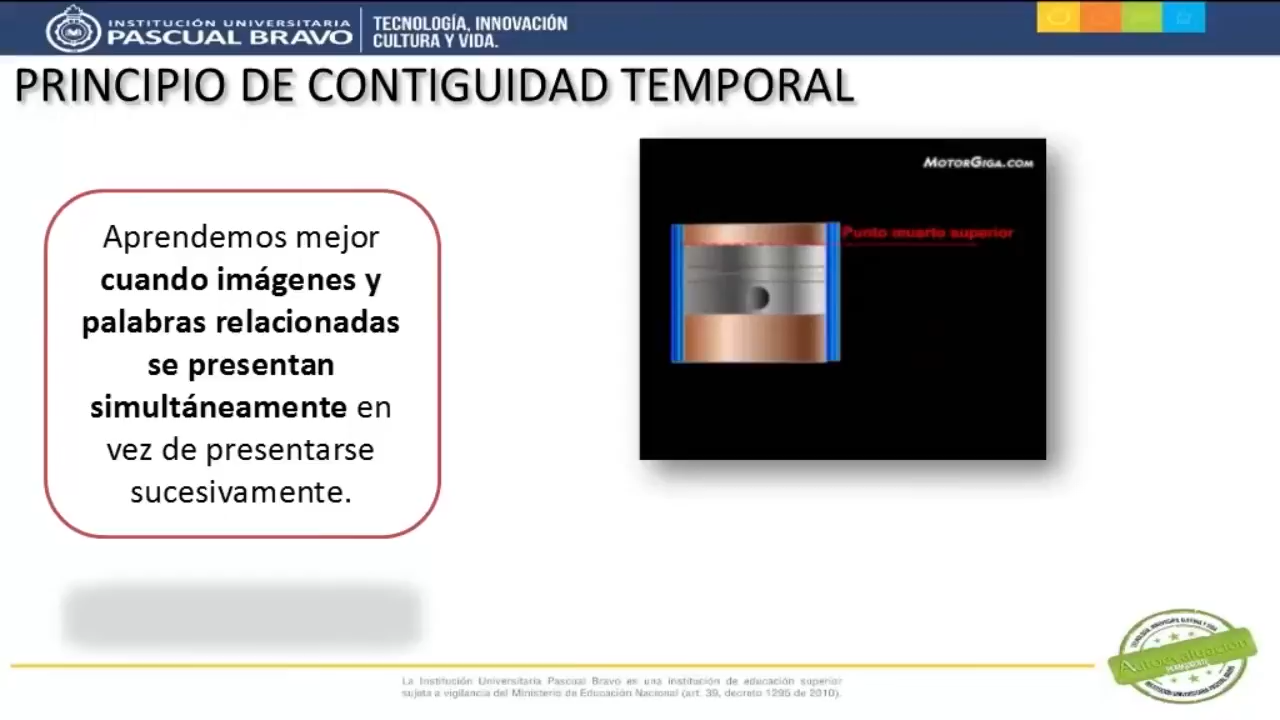 INSTITUCIÓN UNIVERSITARIA
PASCUAL BRAVO
TECNOLOGÍA, INNOVACIÓN
CULTURA Y VIDA.
PRINCIPIO DE CONTIGUIDAD TEMPORAL
Aprendemos mejor
cuando imágenes y
palabras relacionadas
se presentan
simultáneamente en
vez de presentarse
sucesivamente.
MOTORGIGA.COM
Punto muerto superior
Autoevaluación
La Institución Universitaria Pascual Bravo es una institución de educación superior
sujeta a vigilancia del Ministerio de Educación Nacional (art. 39, decreto 1295 de 2010).